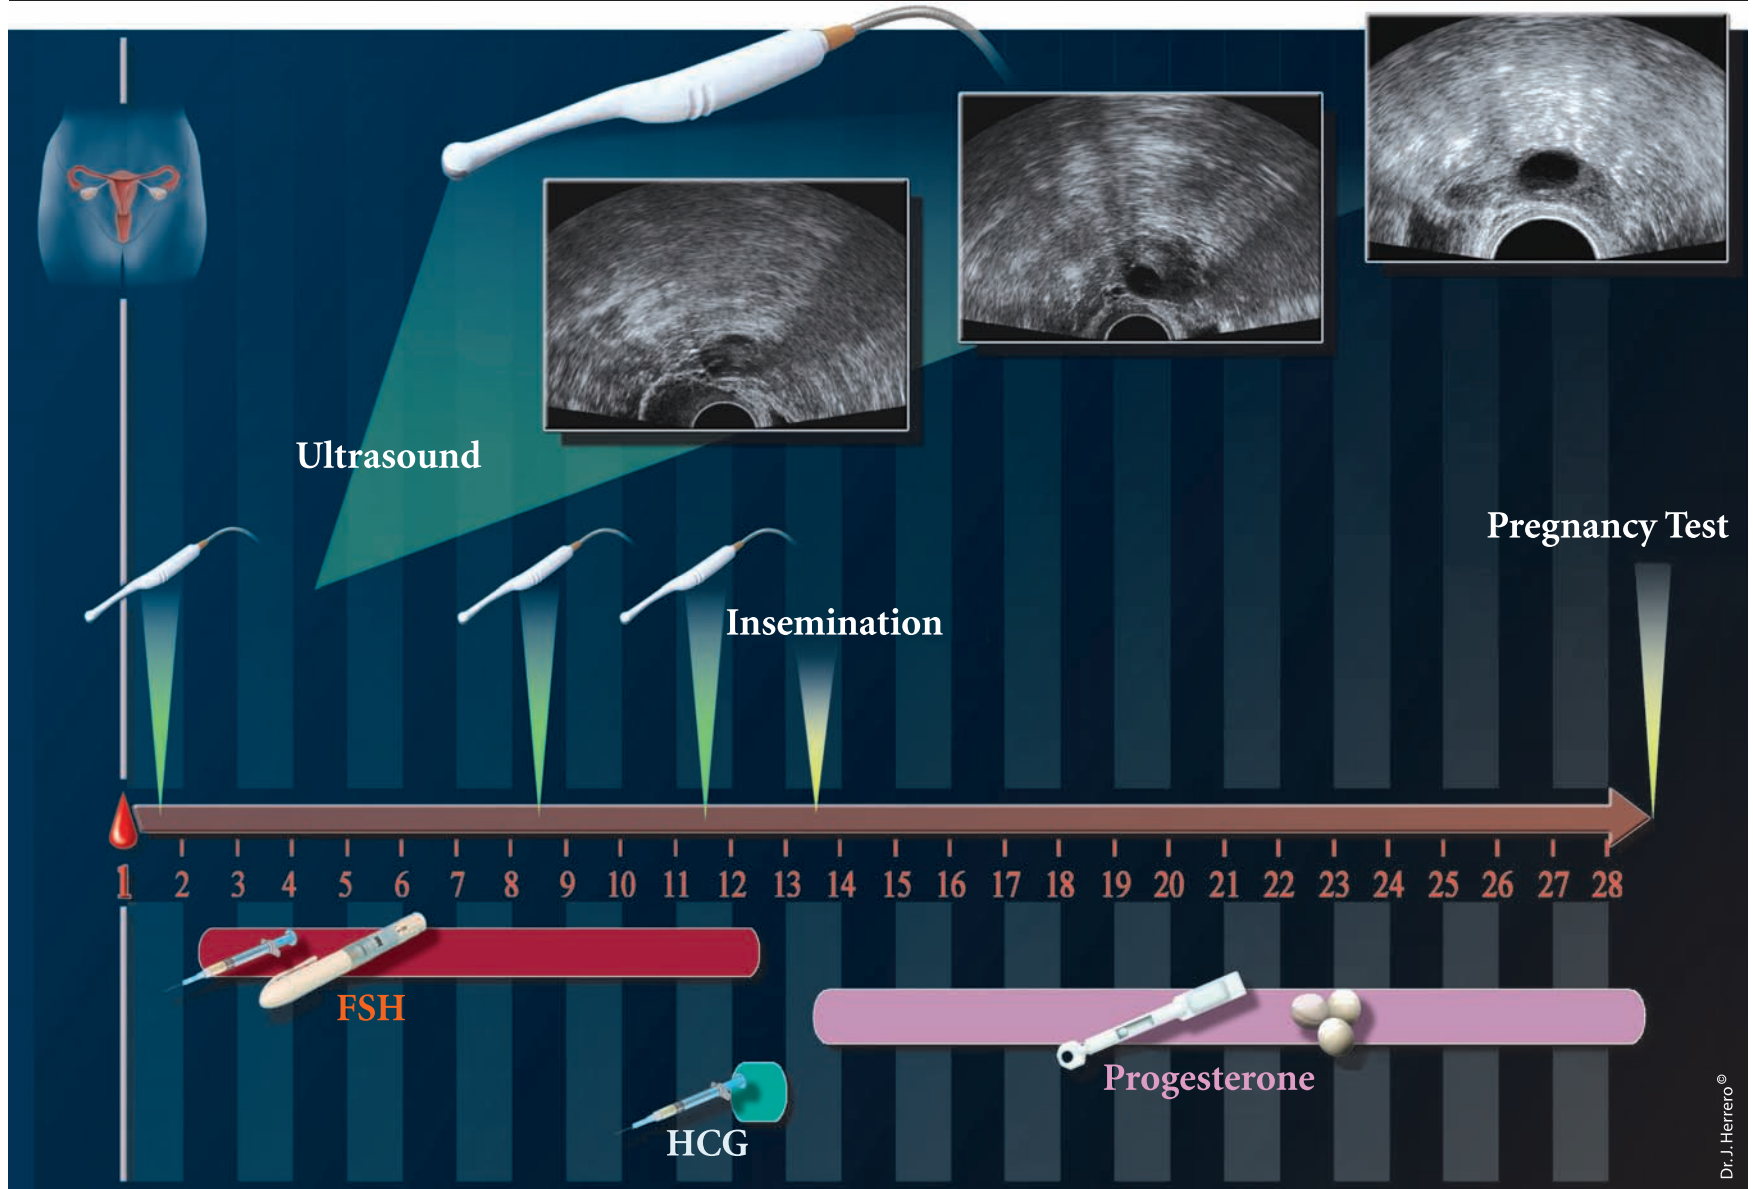 Ultrasound
Pregnancy Test
Insemination
1 2 3 4 5 6 7 8 9 10 11 12 13 14 15 16 17 18 19 20 21 22 23 24 25 26 27 28
FSH
Progesterone
HCG
Dr. J. Herrero©